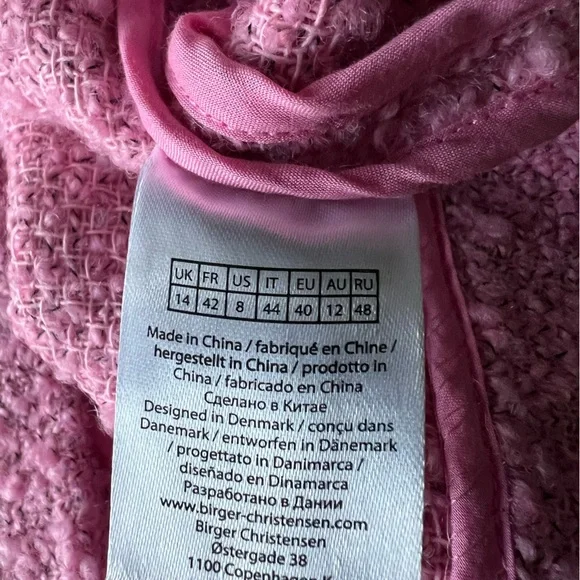 UK FR US IT EU AU RU
14 42 8 44 40 12 48
Made in China / fabriqué en Chine /
hergestellt in China / prodotto in
China / fabricado en China
Сделано в Китае
Designed in Denmark / conçu dans
Danemark / entworfen in Dänemark
/ progettato in Danimarca /
diseñado en Dinamarca
Разработано в Дании
www.birger-christensen.com
Birger Christensen
Østergade 38
1100 Copenhagen